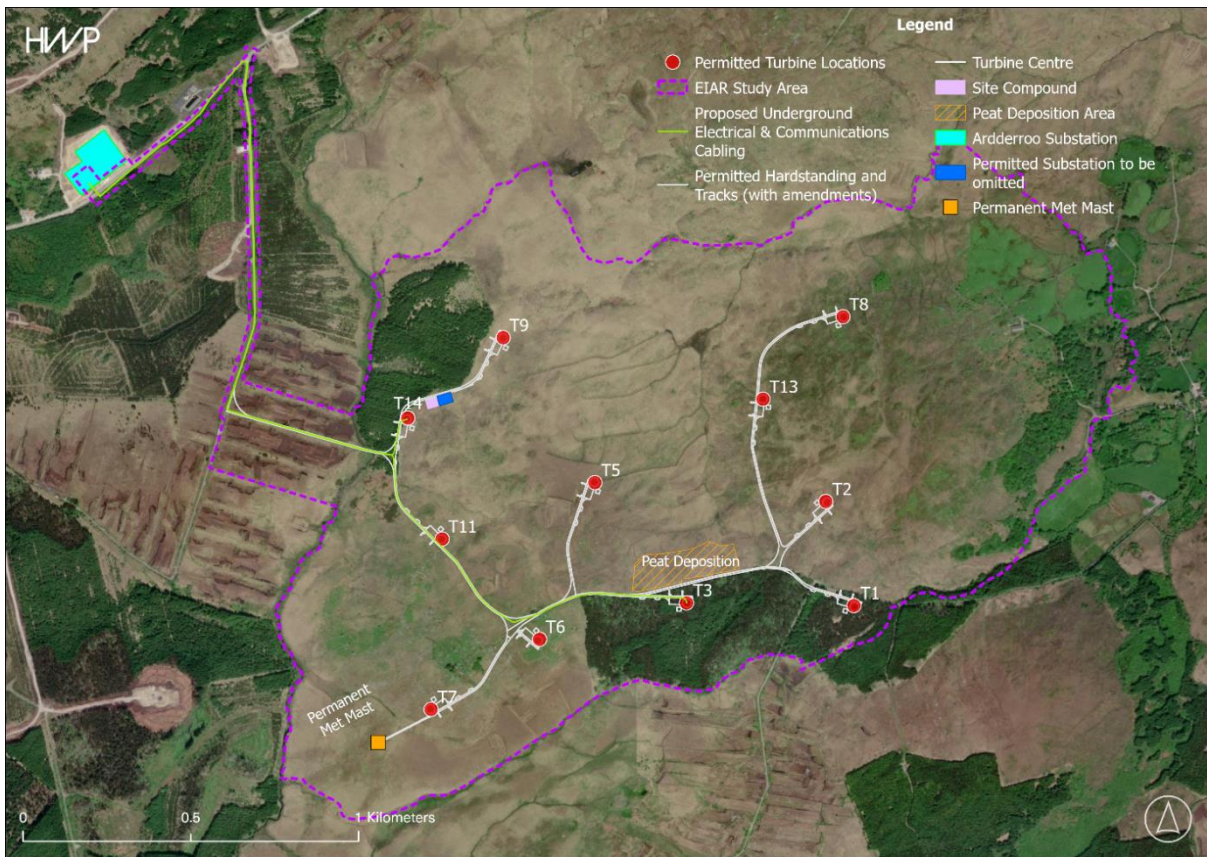 HWP
Legend
Permitted Turbine Locations
EIAR Study Area
Proposed Underground
Electrical & Communications
Cabling
Permitted Hardstanding and
Tracks (with amendments)
Turbine Centre
Site Compound
Peat Deposition Area
Ardderroo Substation
Permitted Substation to be
omitted
Permanent Met Mast
T8
T9
T13
T14
T5
T2
T11
Peat Deposition
T3
T1
T6
Permanent
Met Mast
T7
0
0.5
1 Kilometers